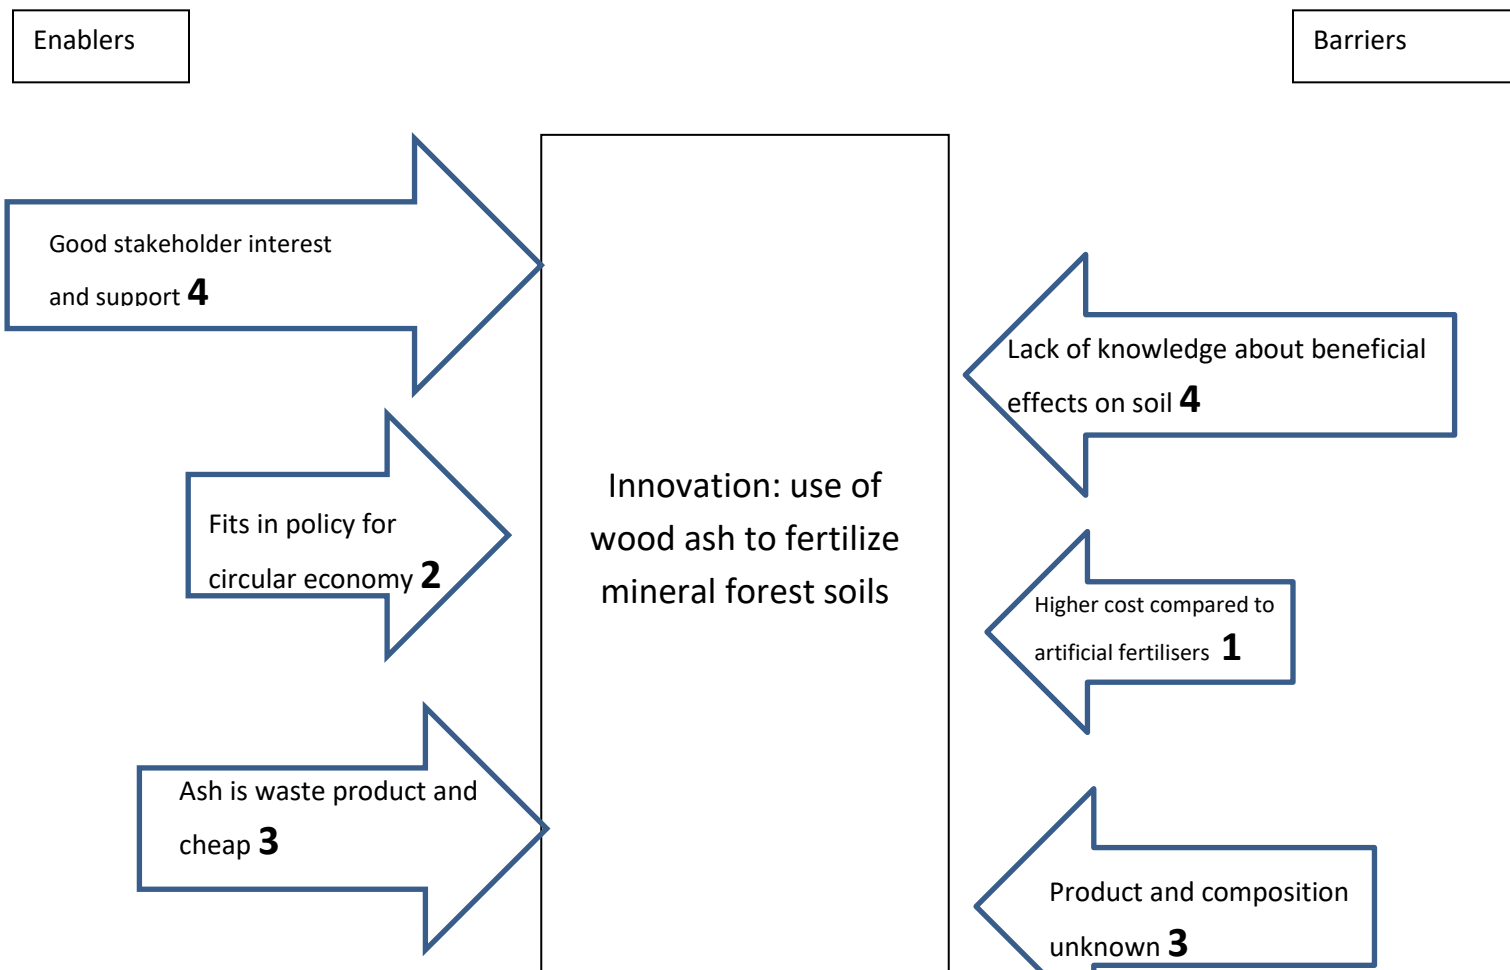 Enablers
Barriers
Good stakeholder interest
and support 4
Lack of knowledge about beneficial
effects on soil 4
Innovation: use of
wood ash to fertilize
mineral forest soils
Fits in policy for
circular economy 2
Higher cost compared to
artificial fertilisers 1
Ash is waste product and
cheap 3
Product and composition
unknown 3